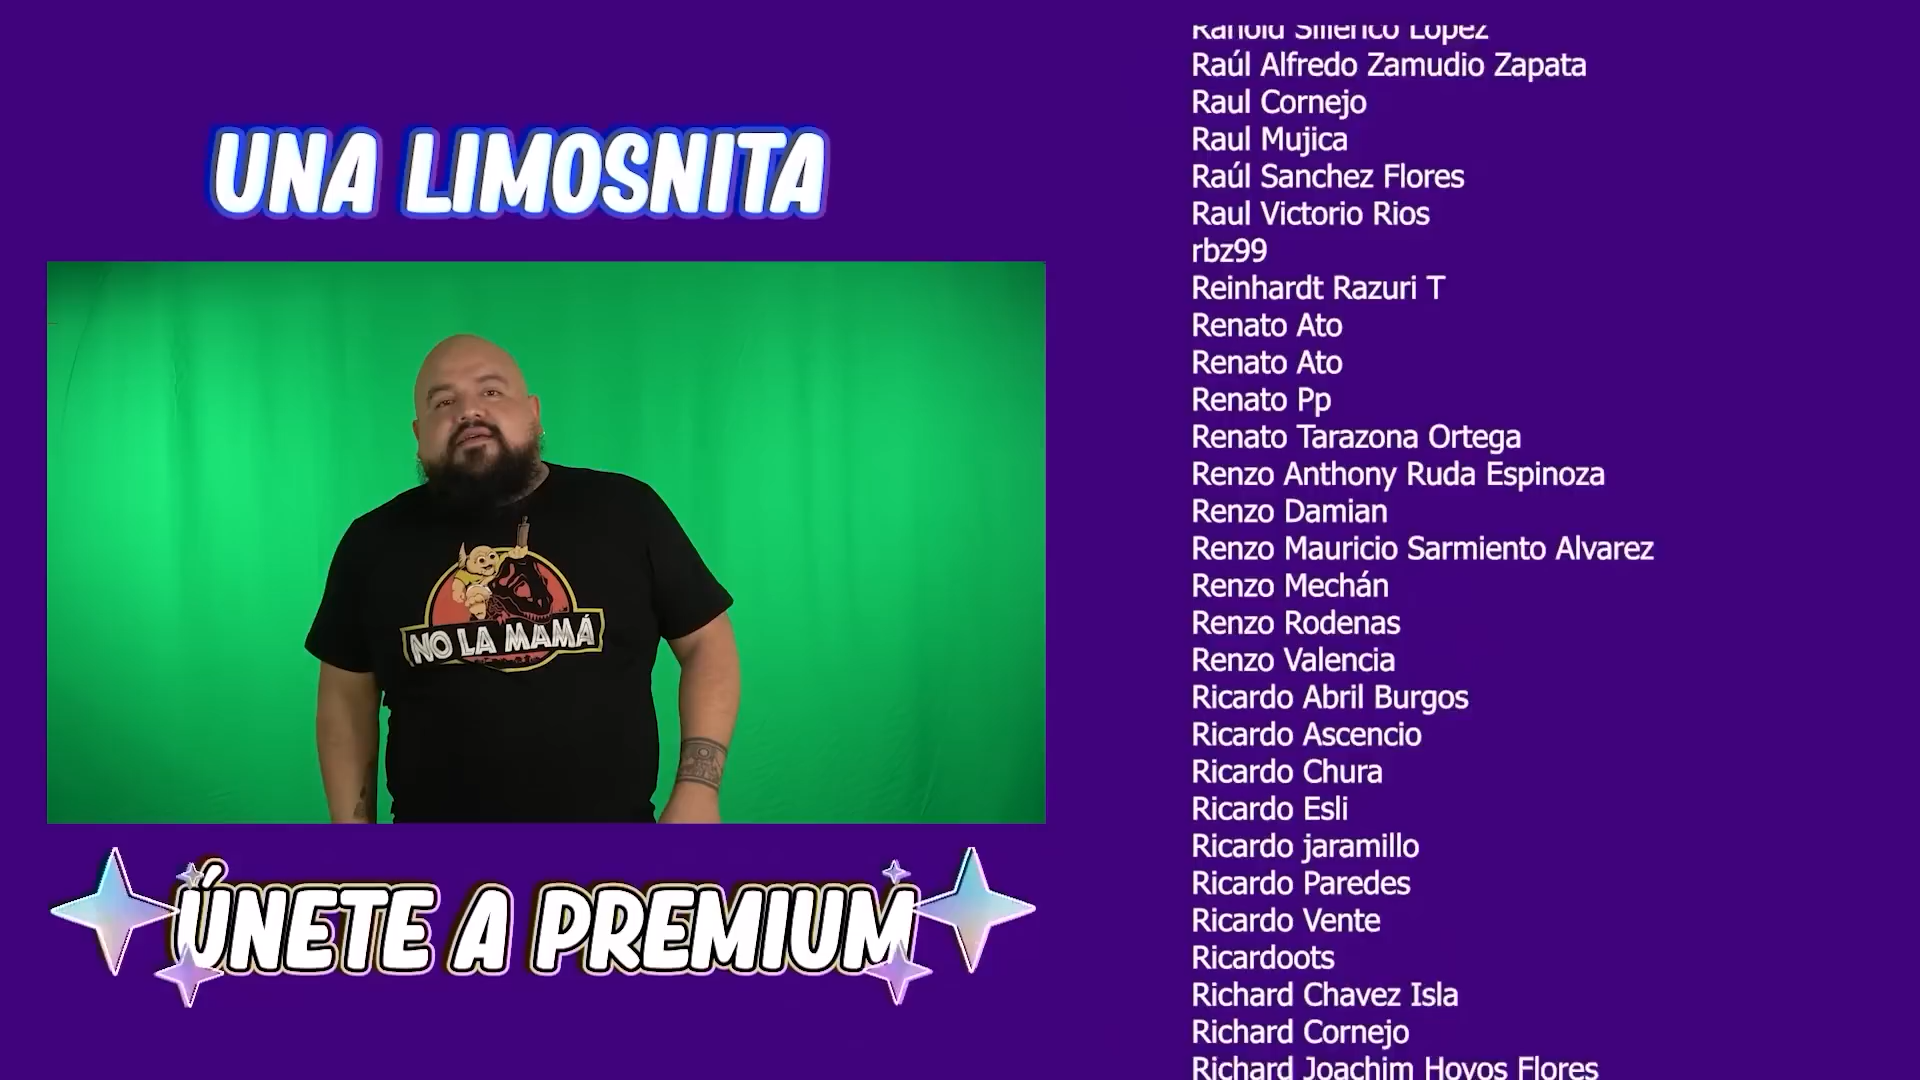 UNA LIMOSNITA
NO LA MAMÁ
ÚNETE A PREMIUM
Ranold Sillerico Lopez
Raúl Alfredo Zamudio Zapata
Raul Cornejo
Raul Mujica
Raúl Sanchez Flores
Raul Victorio Rios
rbz99
Reinhardt Razuri T
Renato Ato
Renato Ato
Renato Pp
Renato Tarazona Ortega
Renzo Anthony Ruda Espinoza
Renzo Damian
Renzo Mauricio Sarmiento Alvarez
Renzo Mechán
Renzo Rodenas
Renzo Valencia
Ricardo Abril Burgos
Ricardo Ascencio
Ricardo Chura
Ricardo Esli
Ricardo jaramillo
Ricardo Paredes
Ricardo Vente
Ricardoots
Richard Chavez Isla
Richard Cornejo
Richard Joachim Hoyos Flores